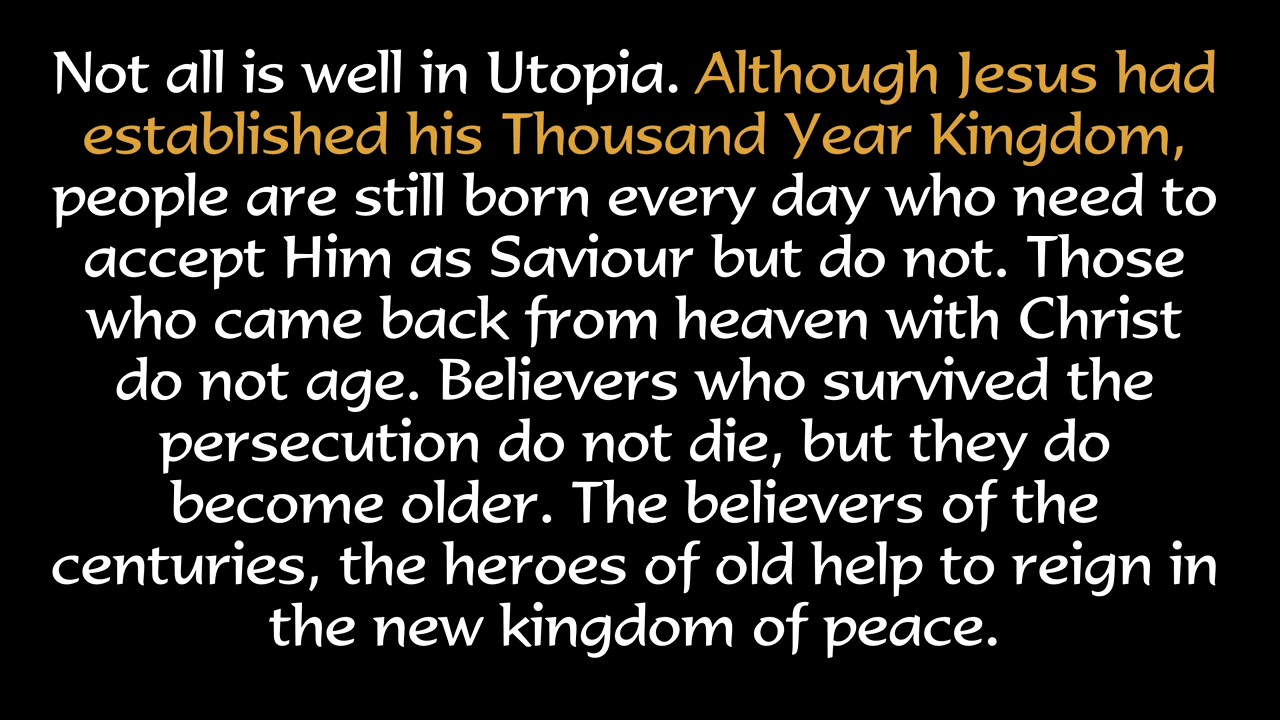 Not all is well in Utopia. Although Jesus had
established his Thousand Year Kingdom,
people are still born every day who need to
accept Him as Saviour but do not. Those
who came back from heaven with Christ
do not age. Believers who survived the
persecution do not die, but they do
become older. The believers of the
centuries, the heroes of old help to reign in
the new kingdom of peace.